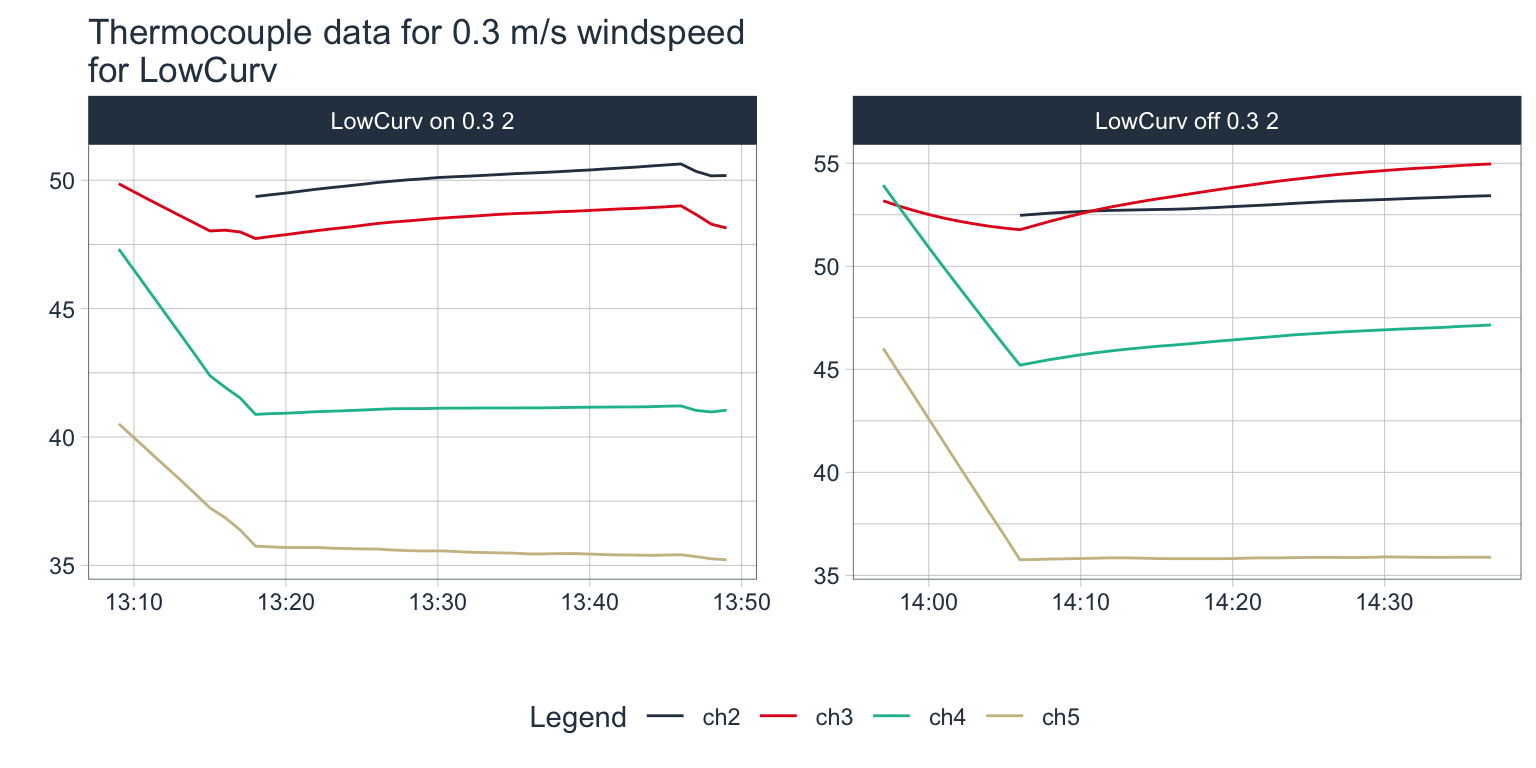 Thermocouple data for 0.3 m/s windspeed
for LowCurv
LowCurv on 0.3 2
50
45
40
35
13:10 13:20 13:30 13:40 13:50
LowCurv off 0.3 2
55
50
45
40
35
14:00 14:10 14:20 14:30
Legend ch2 ch3 ch4 ch5